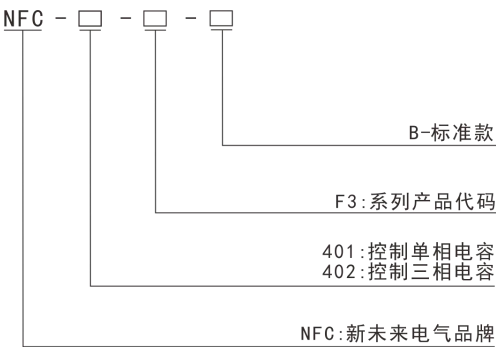 NFC - □ - □ - □
B-标准款
F3:系列产品代码
401:控制单相电容
402:控制三相电容
NFC:新未来电气品牌